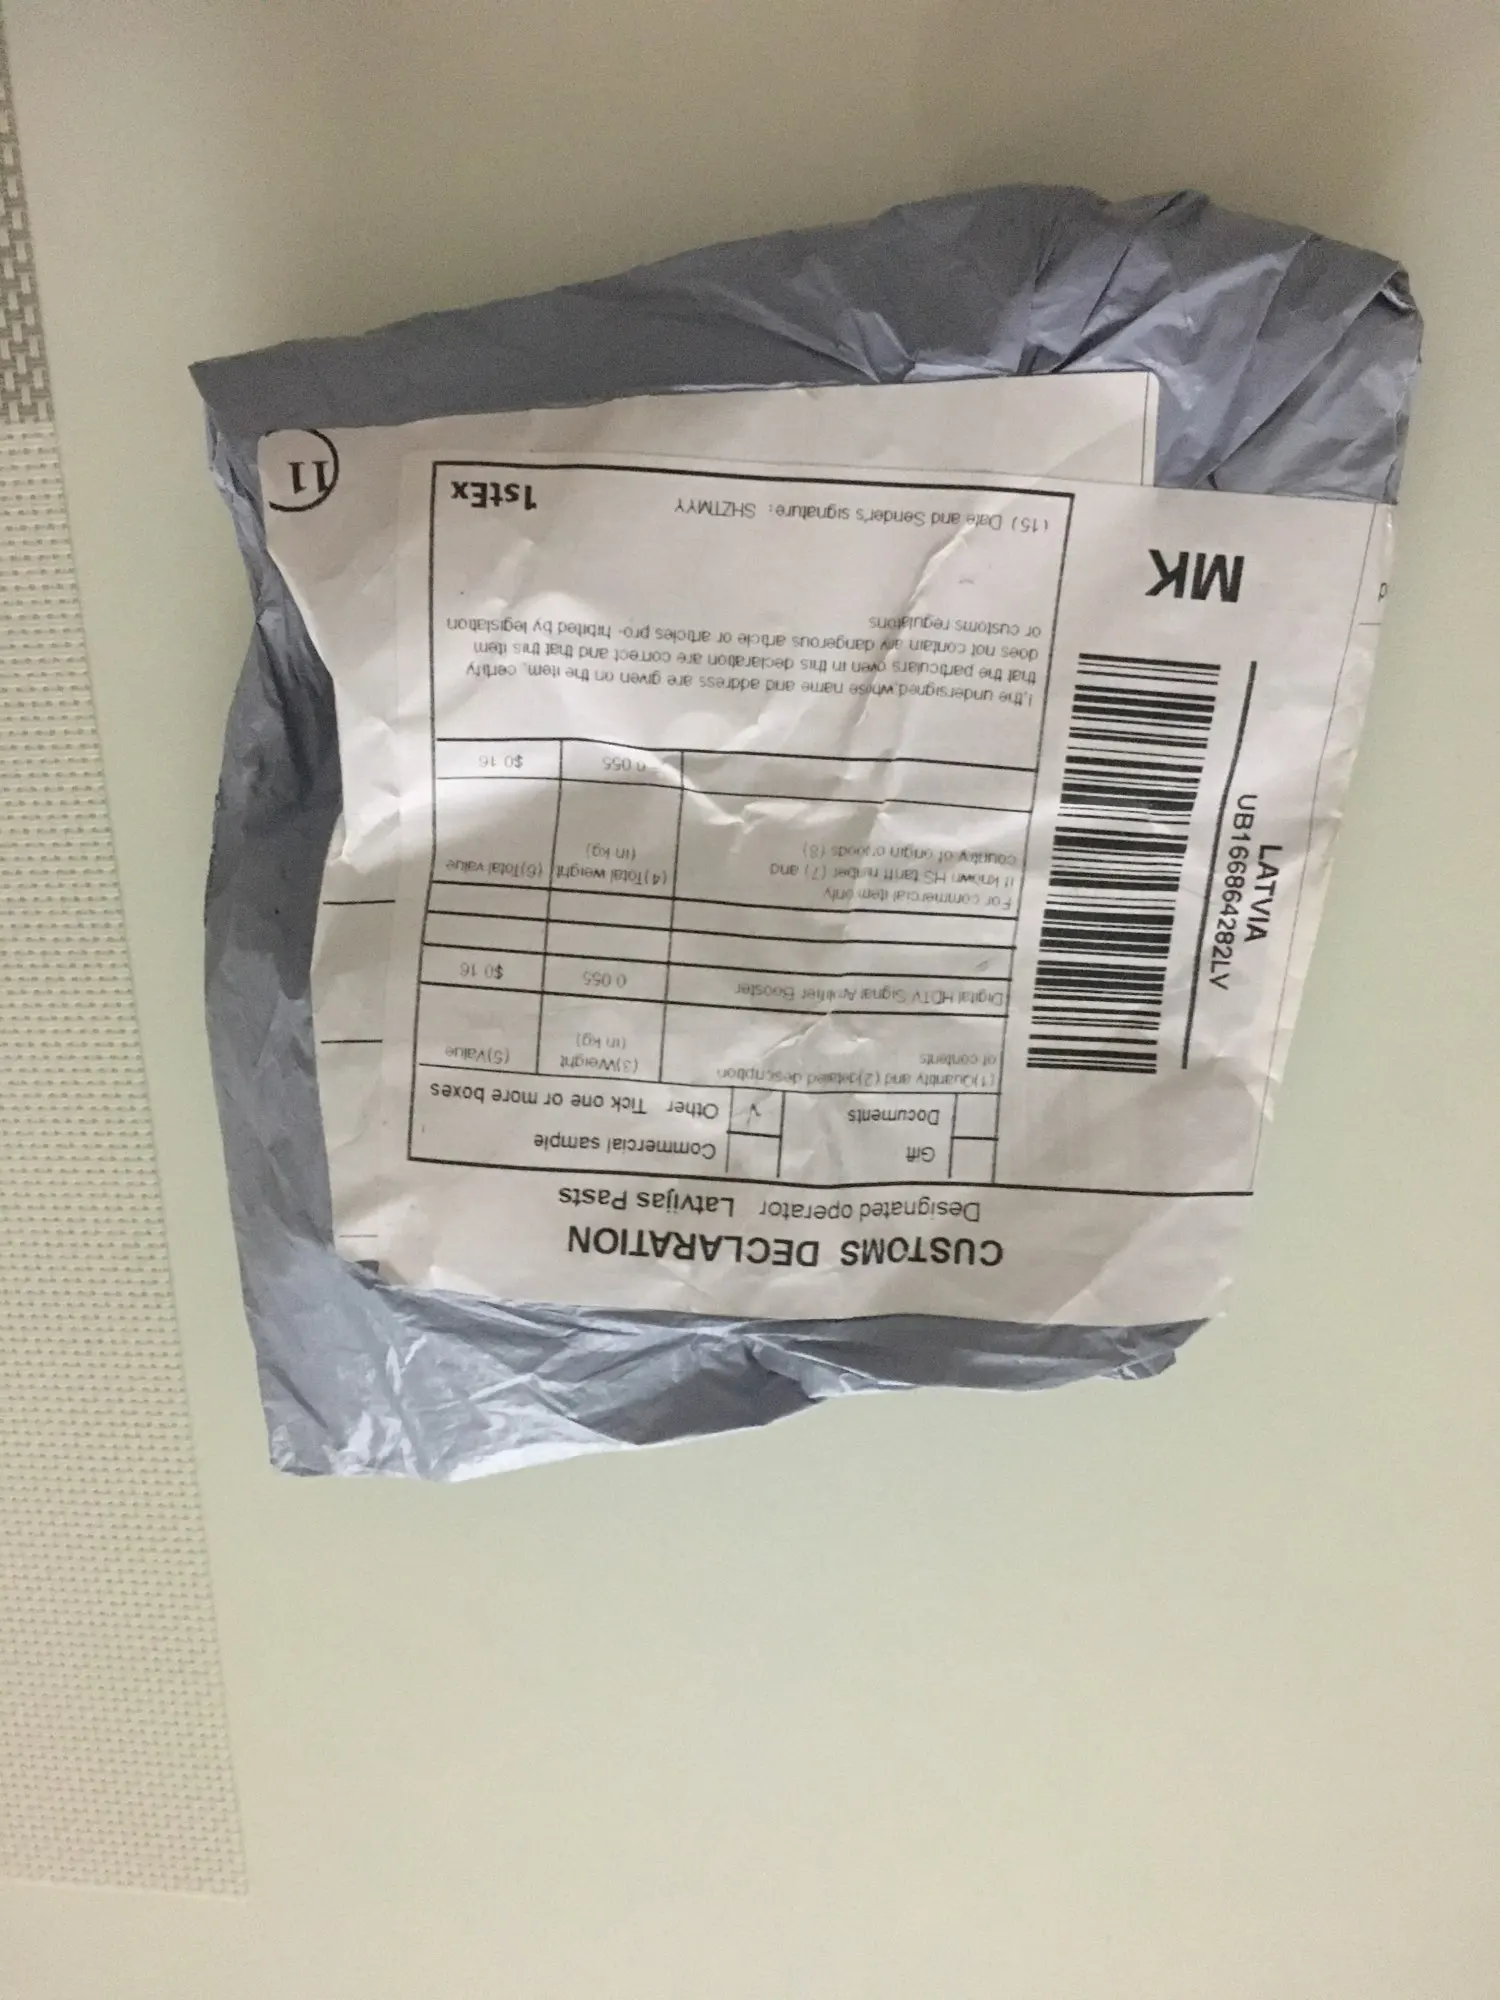 CUSTOMS DECLARATION
Designated operator Latvijas Pasts
Gift
Commercial sample
Documents
√ Other Tick one or more boxes
(1)Quantity and (2)detailed description
of contents
(3)Weight
(in kg)
(5)Value
Digital HDTV Signal Amplifier Booster
0.055
$0.16
For commercial item only
If known HS tariff number (7) and
country of origin of goods (8)
(4)Total weight
(in kg)
(6)Total value
0.055
$0.16
I,the undersigned,whose name and address are given on the item, certify
that the particulars oven in this declaration are correct and that this item
does not contain any dangerous article or articles pro- hibited by legislation
or customs regulations
(15) Date and Sender's signature: SHZTMYY
1stEx
11
LATVIA
UB166864282LV
MK